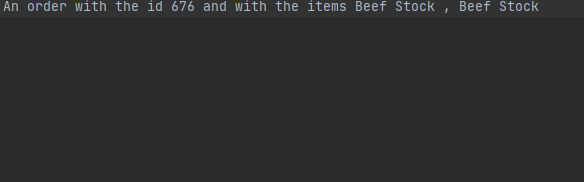 An order with the id 676 and with the items Beef Stock , Beef Stock